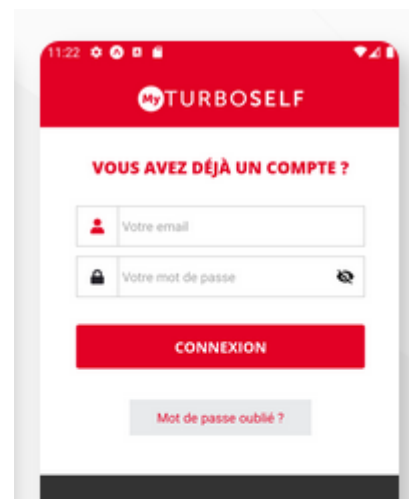 11:22
MyTURBOSELF
VOUS AVEZ DÉJÀ UN COMPTE ?
Votre email
Votre mot de passe
CONNEXION
Mot de passe oublié ?